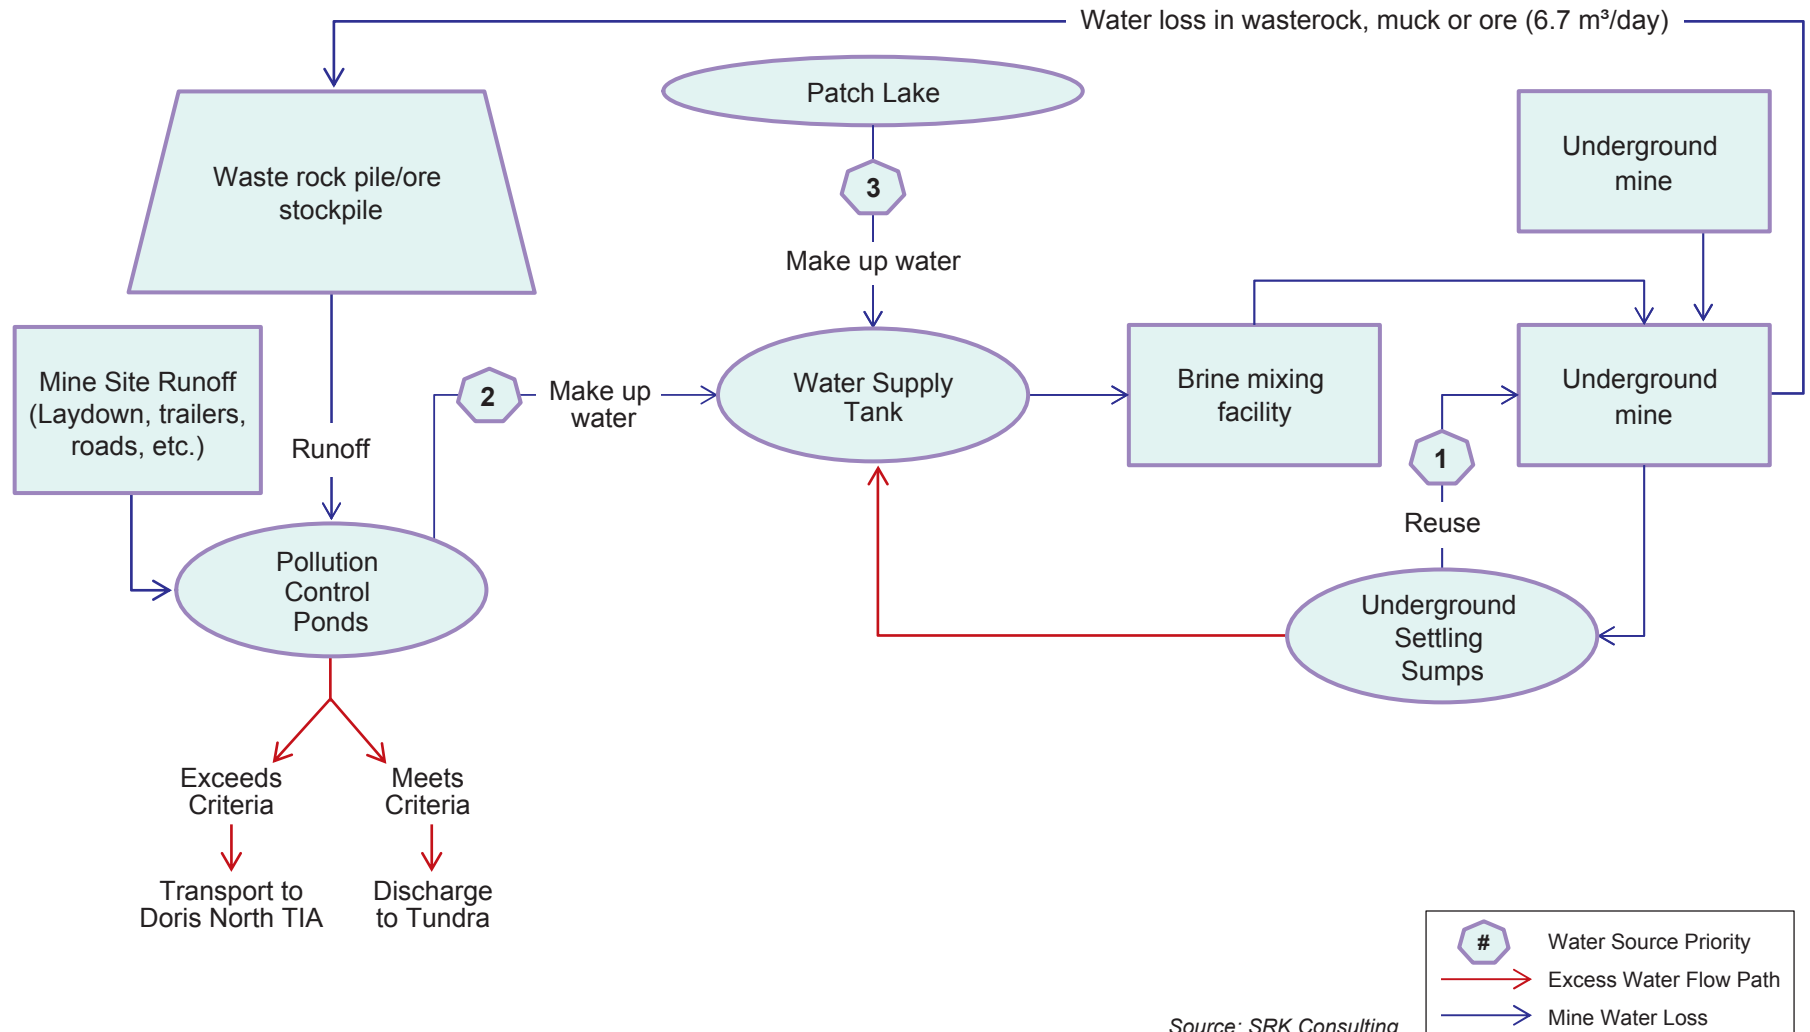 Water loss in wasterock, muck or ore (6.7 m³/day)
Patch Lake
Underground
mine
Waste rock pile/ore
stockpile
3
Make up water
Mine Site Runoff
(Laydown, trailers,
roads, etc.)
Runoff
2
Make up
water
Water Supply
Tank
Brine mixing
facility
Underground
mine
1
Reuse
Pollution
Control
Ponds
Underground
Settling
Sumps
Exceeds
Criteria
Meets
Criteria
Transport to
Doris North TIA
Discharge
to Tundra
# Water Source Priority
Excess Water Flow Path
Mine Water Loss
Source: SRK Consulting